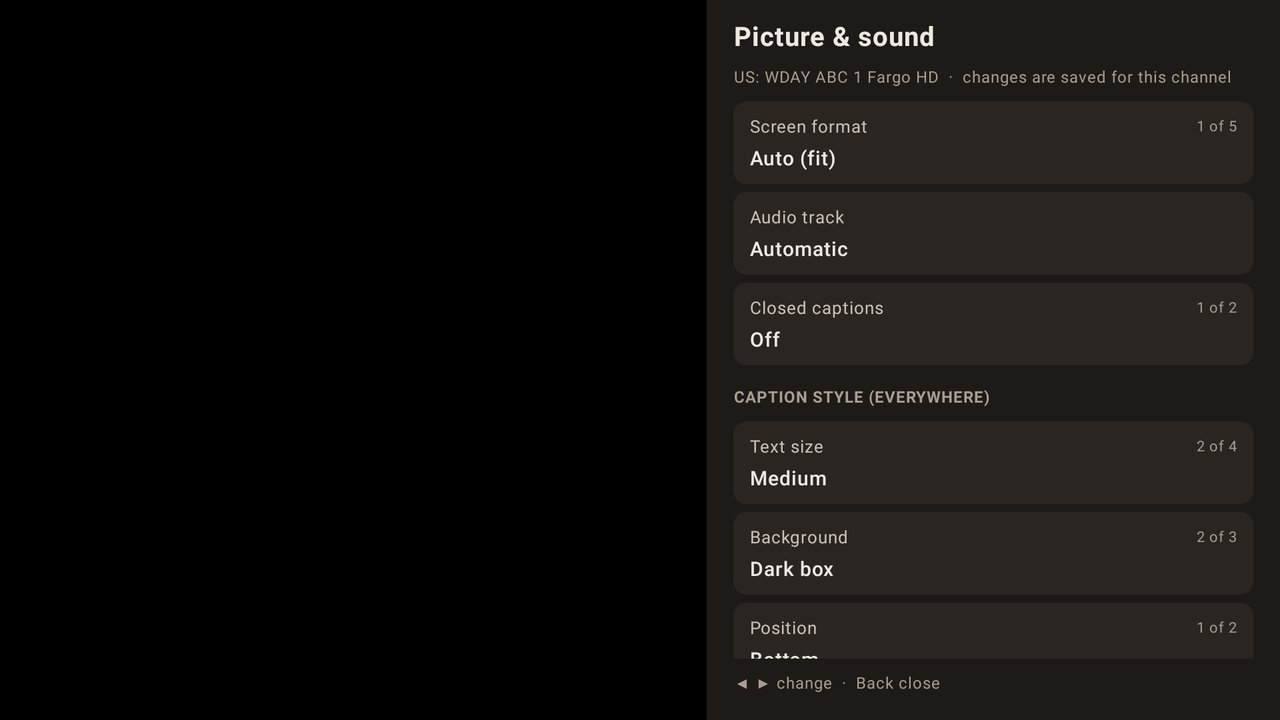 Picture & sound
US: WDAY ABC 1 Fargo HD · changes are saved for this channel
Screen format 1 of 5
Auto (fit)
Audio track
Automatic
Closed captions 1 of 2
Off
CAPTION STYLE (EVERYWHERE)
Text size 2 of 4
Medium
Background 2 of 3
Dark box
Position 1 of 2
Bottom
◄ ► change · Back close